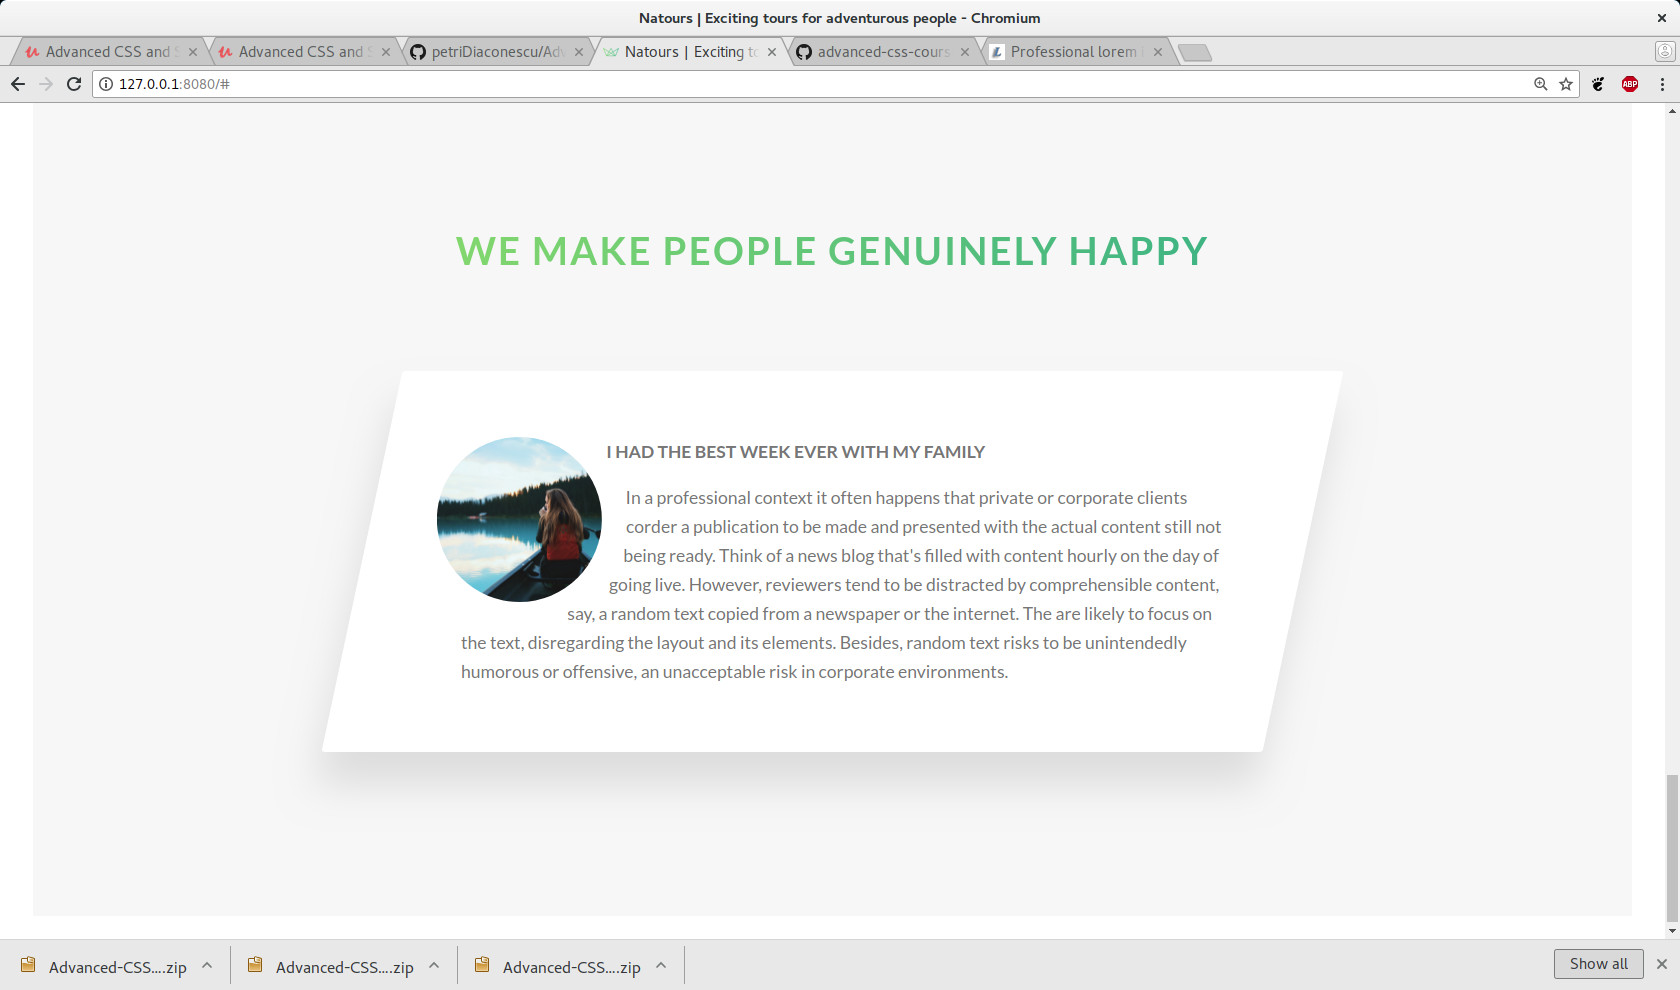 Natours | Exciting tours for adventurous people - Chromium
Advanced CSS and S
Advanced CSS and S
petriDiaconescu/Adv
Natours | Exciting to
advanced-css-cours
Professional lorem
127.0.0.1:8080/#
ABP
WE MAKE PEOPLE GENUINELY HAPPY
I HAD THE BEST WEEK EVER WITH MY FAMILY
In a professional context it often happens that private or corporate clients
corder a publication to be made and presented with the actual content still not
being ready. Think of a news blog that's filled with content hourly on the day of
going live. However, reviewers tend to be distracted by comprehensible content,
say, a random text copied from a newspaper or the internet. The are likely to focus on
the text, disregarding the layout and its elements. Besides, random text risks to be unintendedly
humorous or offensive, an unacceptable risk in corporate environments.
Advanced-CSS....zip
Advanced-CSS....zip
Advanced-CSS....zip
Show all